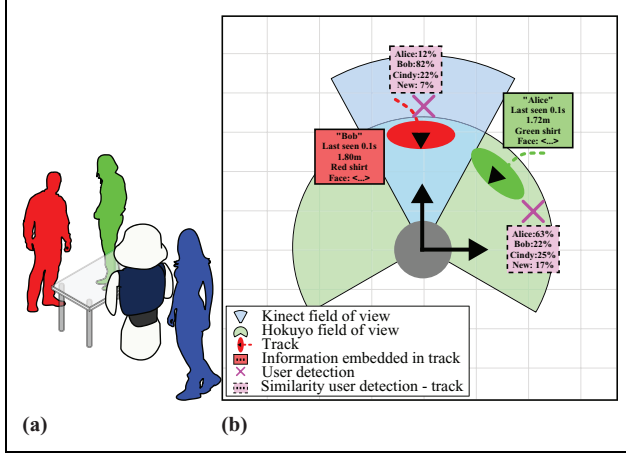 Alice:12%
Bob:82%
Cindy:22%
New: 7%
"Alice"
Last seen 0.1s
1.72m
Green shirt
Face: <...>
"Bob"
Last seen 0.1s
1.80m
Red shirt
Face: <...>
Alice:63%
Bob:22%
Cindy:25%
New: 17%
Kinect field of view
Hokuyo field of view
Track
Information embedded in track
User detection
Similarity user detection - track
(a)
(b)